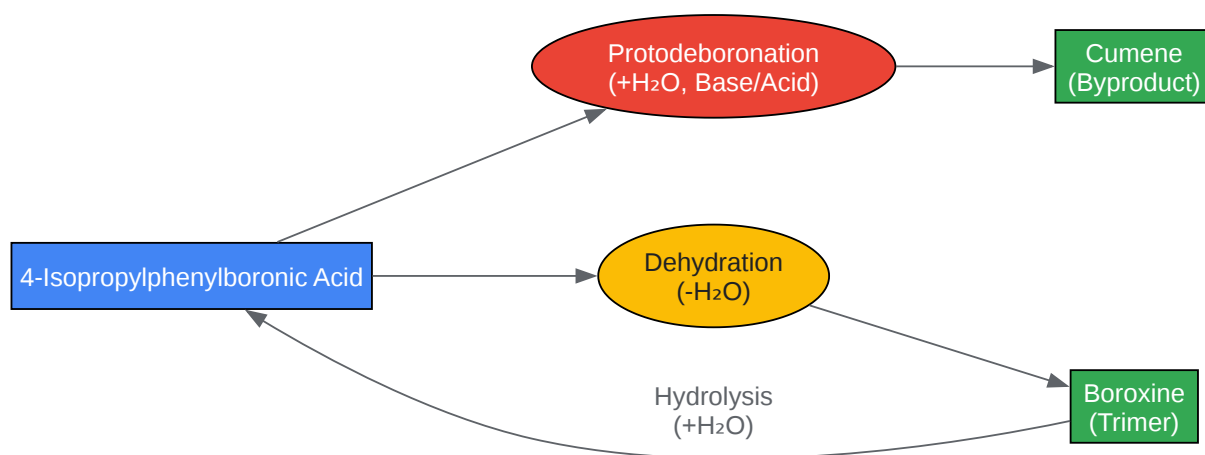 Protodeboronation
(+H₂O, Base/Acid)
Cumene
(Byproduct)
4-Isopropylphenylboronic Acid
Dehydration
(-H₂O)
Hydrolysis
(+H₂O)
Boroxine
(Trimer)